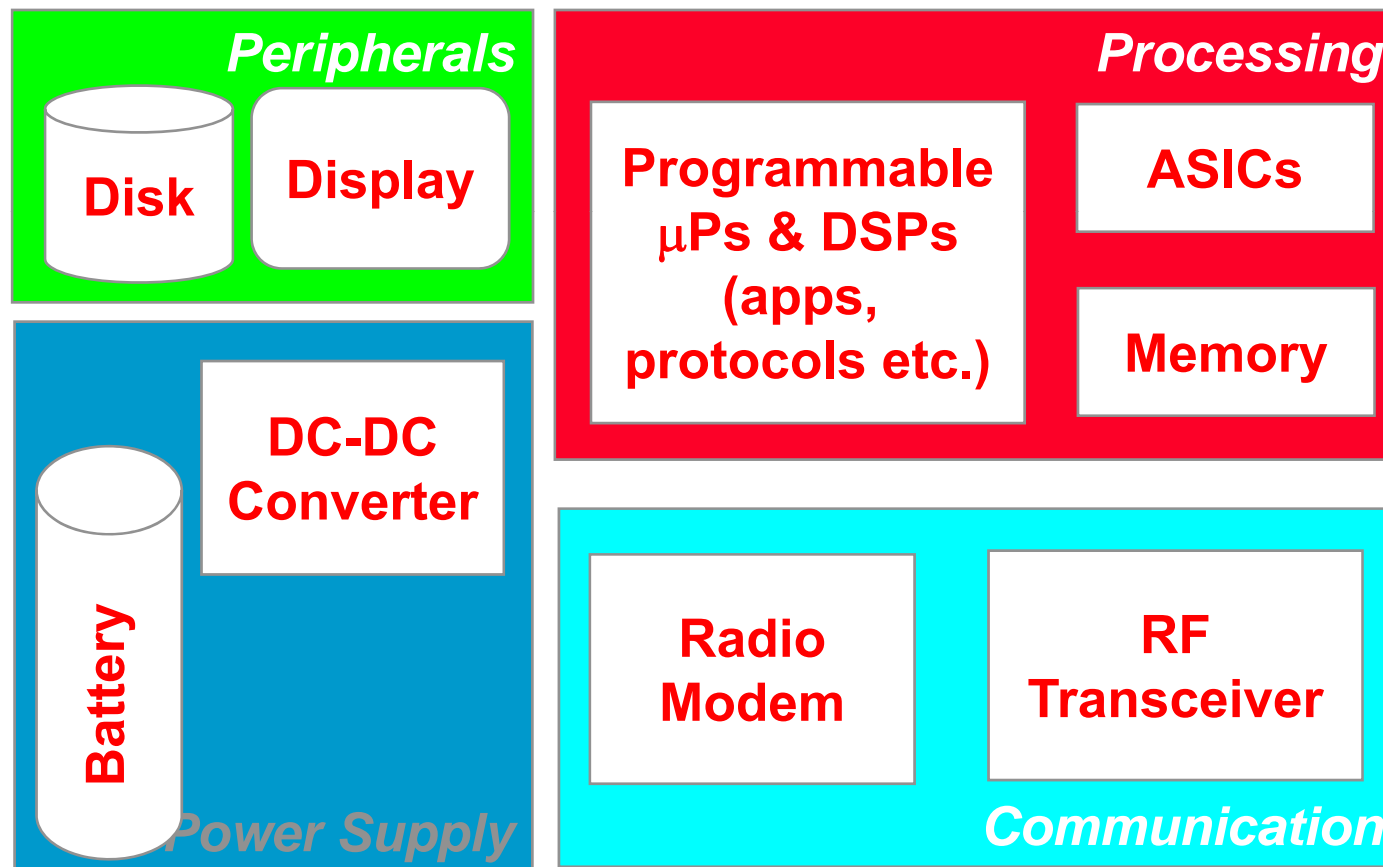 Peripherals
Disk
Display
Processing
Programmable
μPs & DSPs
(apps,
protocols etc.)
ASICs
Memory
DC-DC
Converter
Battery
Power Supply
Radio
Modem
RF
Transceiver
Communication